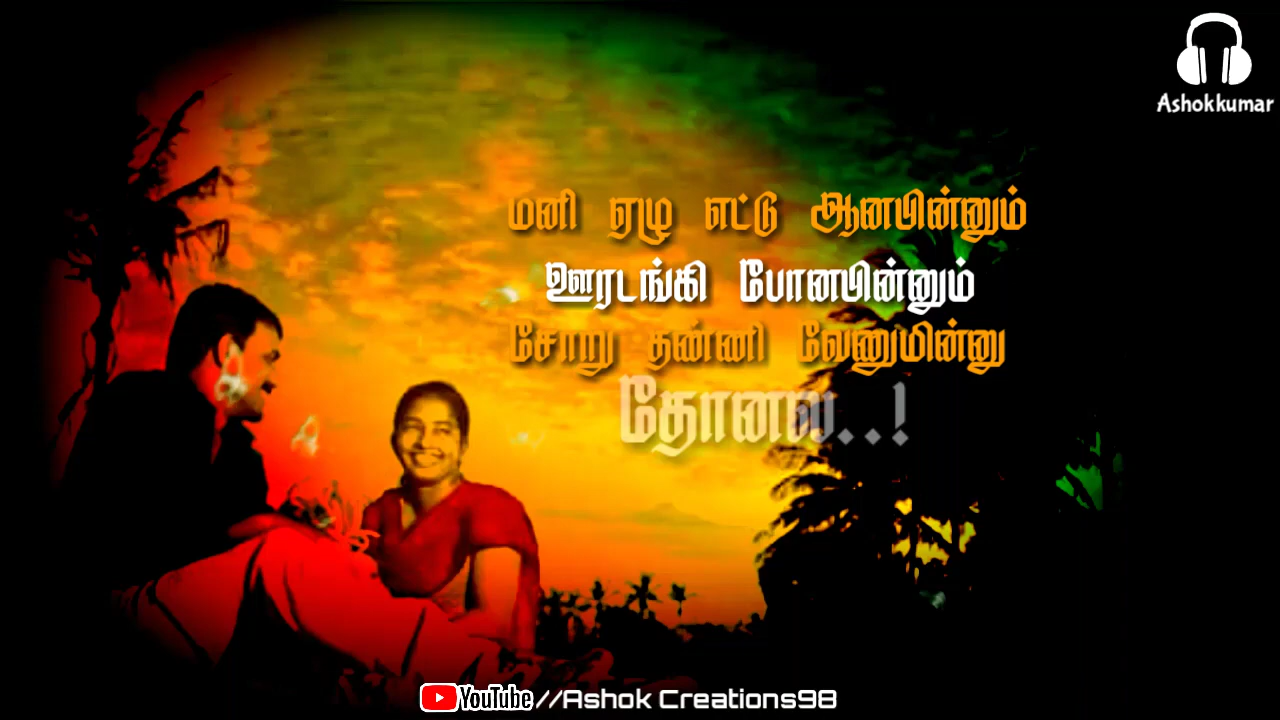 Ashokkumar
மனி ஏழு எட்டு ஆனபின்னும்
ஊரடங்கி போனபின்னும்
சோறு தண்ணி வேணுமின்னு
தோனல..!
YouTube//Ashok Creations98